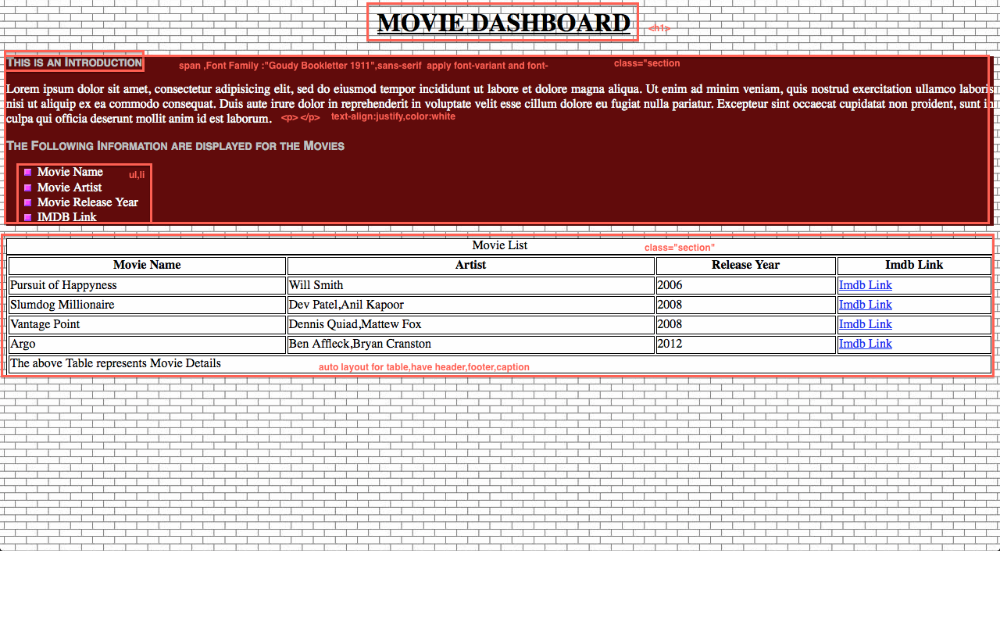 MOVIE DASHBOARD <h1>
THIS IS AN INTRODUCTION span ,Font Family :"Goudy Bookletter 1911",sans-serif apply font-variant and font- class="section
Lorem ipsum dolor sit amet, consectetur adipisicing elit, sed do eiusmod tempor incididunt ut labore et dolore magna aliqua. Ut enim ad minim veniam, quis nostrud exercitation ullamco laboris
nisi ut aliquip ex ea commodo consequat. Duis aute irure dolor in reprehenderit in voluptate velit esse cillum dolore eu fugiat nulla pariatur. Excepteur sint occaecat cupidatat non proident, sunt in
culpa qui officia deserunt mollit anim id est laborum. <p> </p> text-align:justify,color:white
THE FOLLOWING INFORMATION ARE DISPLAYED FOR THE MOVIES
Movie Name ul,li
Movie Artist
Movie Release Year
IMDB Link
Movie List class="section"
Movie Name Artist Release Year Imdb Link
Pursuit of Happyness Will Smith 2006 Imdb Link
Slumdog Millionaire Dev Patel,Anil Kapoor 2008 Imdb Link
Vantage Point Dennis Quiad,Mattew Fox 2008 Imdb Link
Argo Ben Affleck,Bryan Cranston 2012 Imdb Link
The above Table represents Movie Details auto layout for table,have header,footer,caption